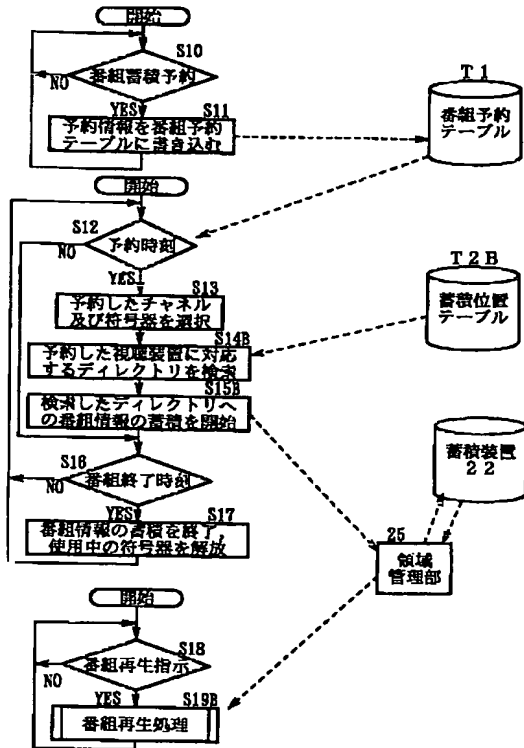 開始
S10
番組蓄積予約
NO
YES
S11
予約情報を番組予約
テーブルに書き込む
T1
番組予約
テーブル
開始
S12
予約時刻
NO
YES
S13
予約したチャネル
及び符号器を選択
S14B
予約した視聴装置に対応
するディレクトリを検索
T2B
蓄積位置
テーブル
S15B
検索したディレクトリへ
の番組情報の蓄積を開始
S16
番組終了時刻
NO
YES
S17
番組情報の蓄積を終了,
使用中の符号器を解放
蓄積装置
22
25
領域
管理部
開始
S18
番組再生指示
NO
YES
S19B
番組再生処理